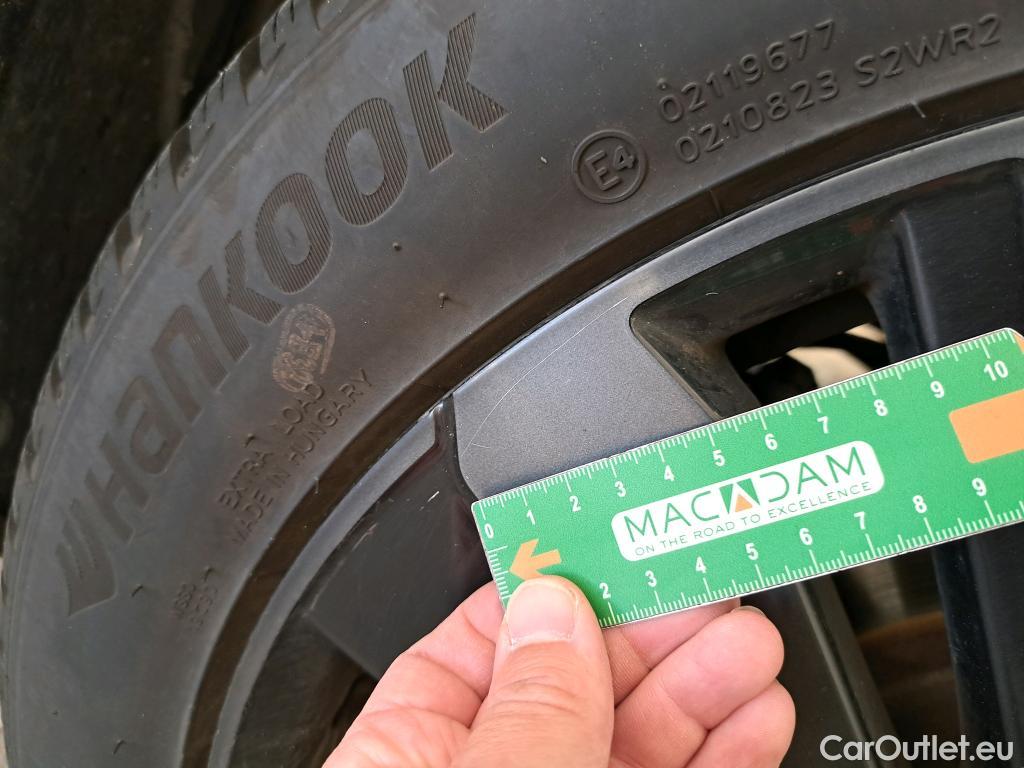 Hankook
02119677
0210823 S2WR2
E4
EXTRA LOAD
MADE IN HUNGARY
0 1 2 3 4 5 6 7 8 9 10
MACADAM
ON THE ROAD TO EXCELLENCE
2 3 4 5 6 7 8 9
CarOutlet.eu